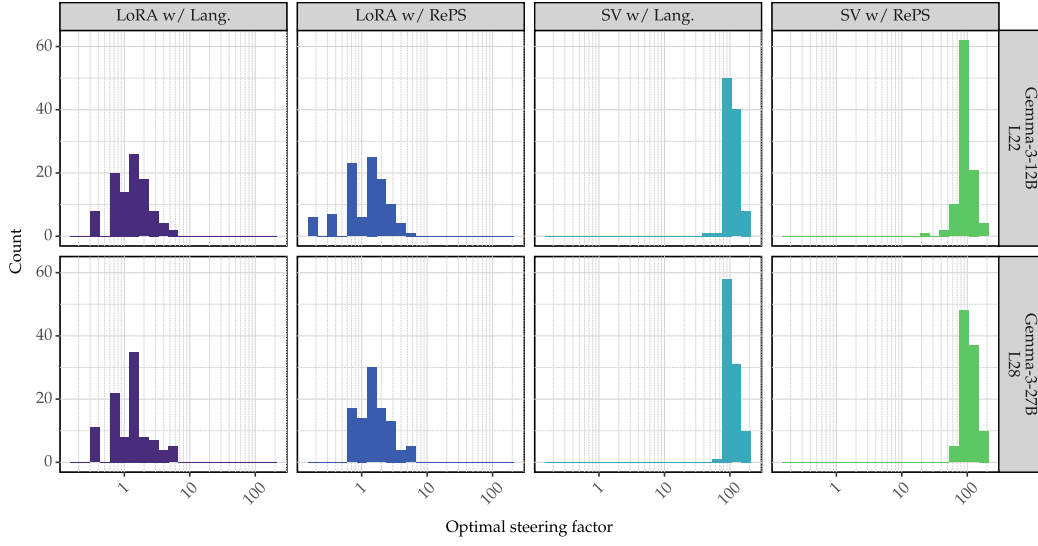 LoRA w/ Lang.
LoRA w/ RePS
SV w/ Lang.
SV w/ RePS
60
40
20
0
Gemma-3-12B
L22
60
40
20
0
Gemma-3-27B
L28
Count
1
10
100
1
10
100
1
10
100
1
10
100
Optimal steering factor